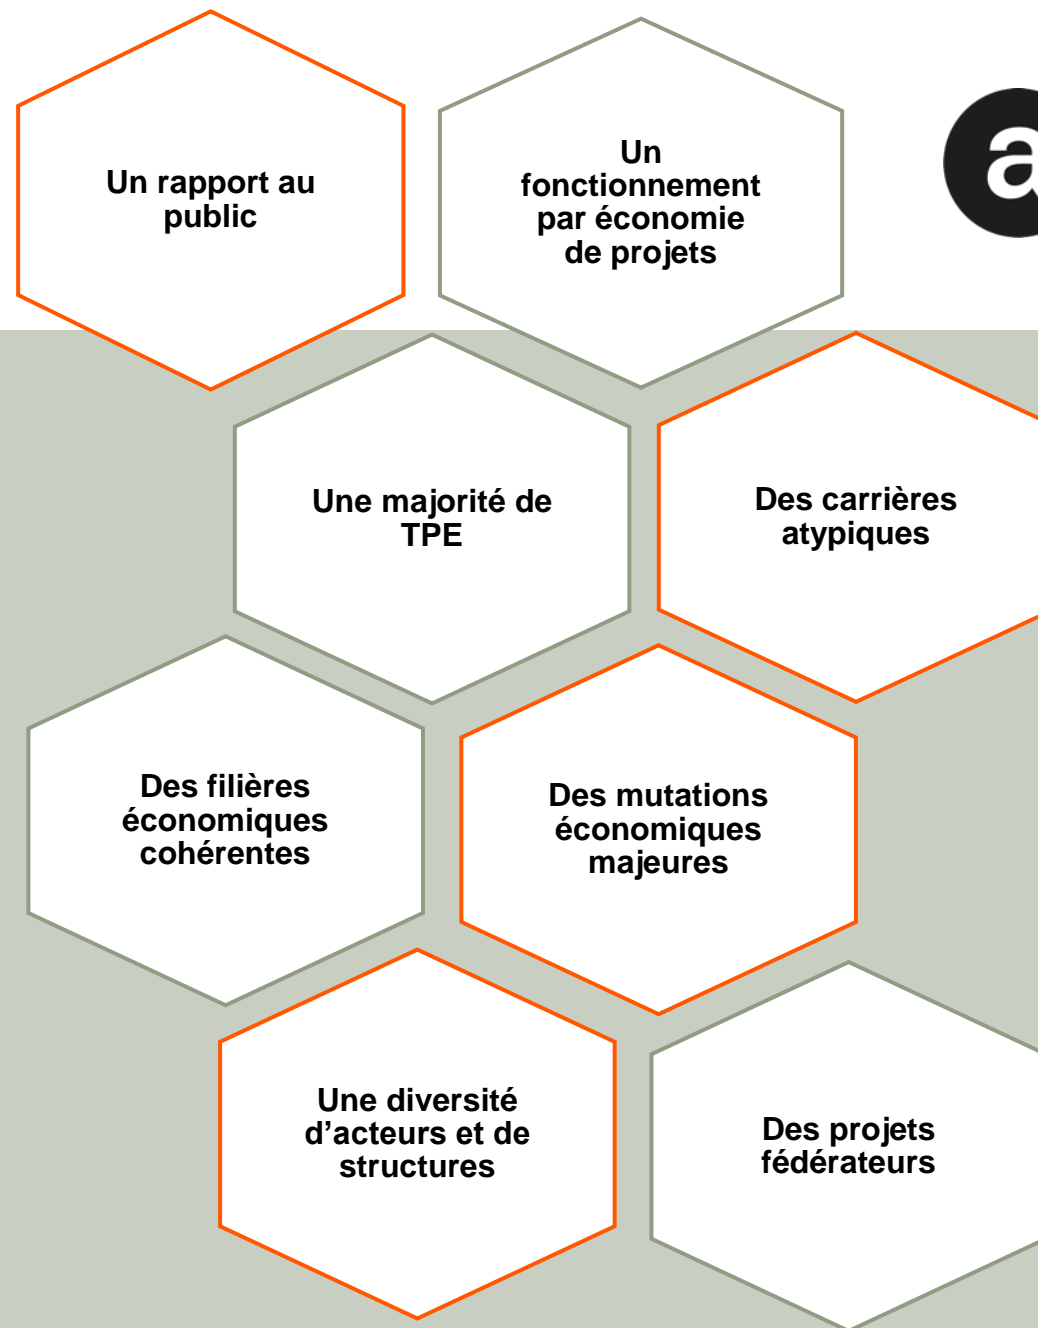 Un rapport au
public
Un
fonctionnement
par économie
de projets
a
Une majorité de
TPE
Des carrières
atypiques
Des filières
économiques
cohérentes
Des mutations
économiques
majeures
Une diversité
d’acteurs et de
structures
Des projets
fédérateurs